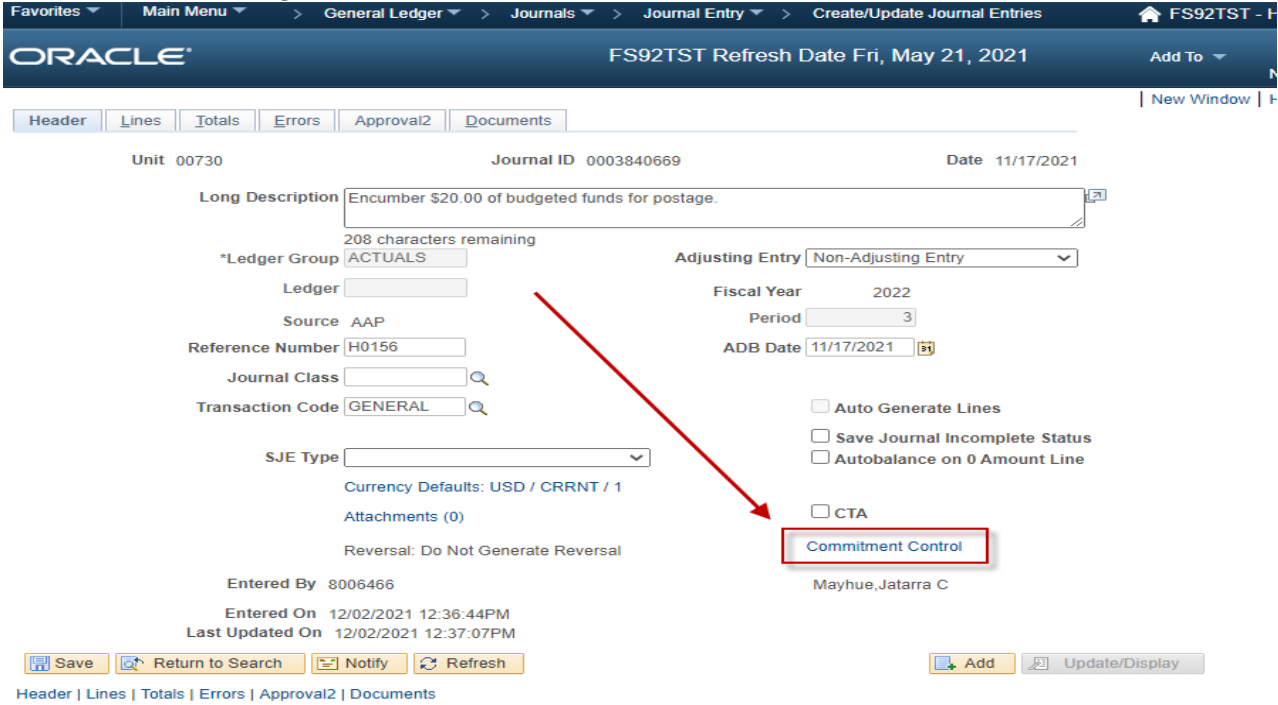 Favorites Main Menu > General Ledger > Journals > Journal Entry > Create/Update Journal Entries FS92TST - H
ORACLE® FS92TST Refresh Date Fri, May 21, 2021 Add To
N
New Window | H
Header Lines Totals Errors Approval2 Documents
Unit 00730 Journal ID 0003840669 Date 11/17/2021
Long Description Encumber $20.00 of budgeted funds for postage.
208 characters remaining
*Ledger Group ACTUALS Adjusting Entry Non-Adjusting Entry
Ledger Fiscal Year 2022
Source AAP Period 3
Reference Number H0156 ADB Date 11/17/2021
Journal Class
Transaction Code GENERAL Auto Generate Lines
Save Journal Incomplete Status
SJE Type Autobalance on 0 Amount Line
Currency Defaults: USD / CRRNT / 1
Attachments (0) CTA
Reversal: Do Not Generate Reversal Commitment Control
Entered By 8006466 Mayhue,Jatarra C
Entered On 12/02/2021 12:36:44PM
Last Updated On 12/02/2021 12:37:07PM
Save Return to Search Notify Refresh Add Update/Display
Header | Lines | Totals | Errors | Approval2 | Documents